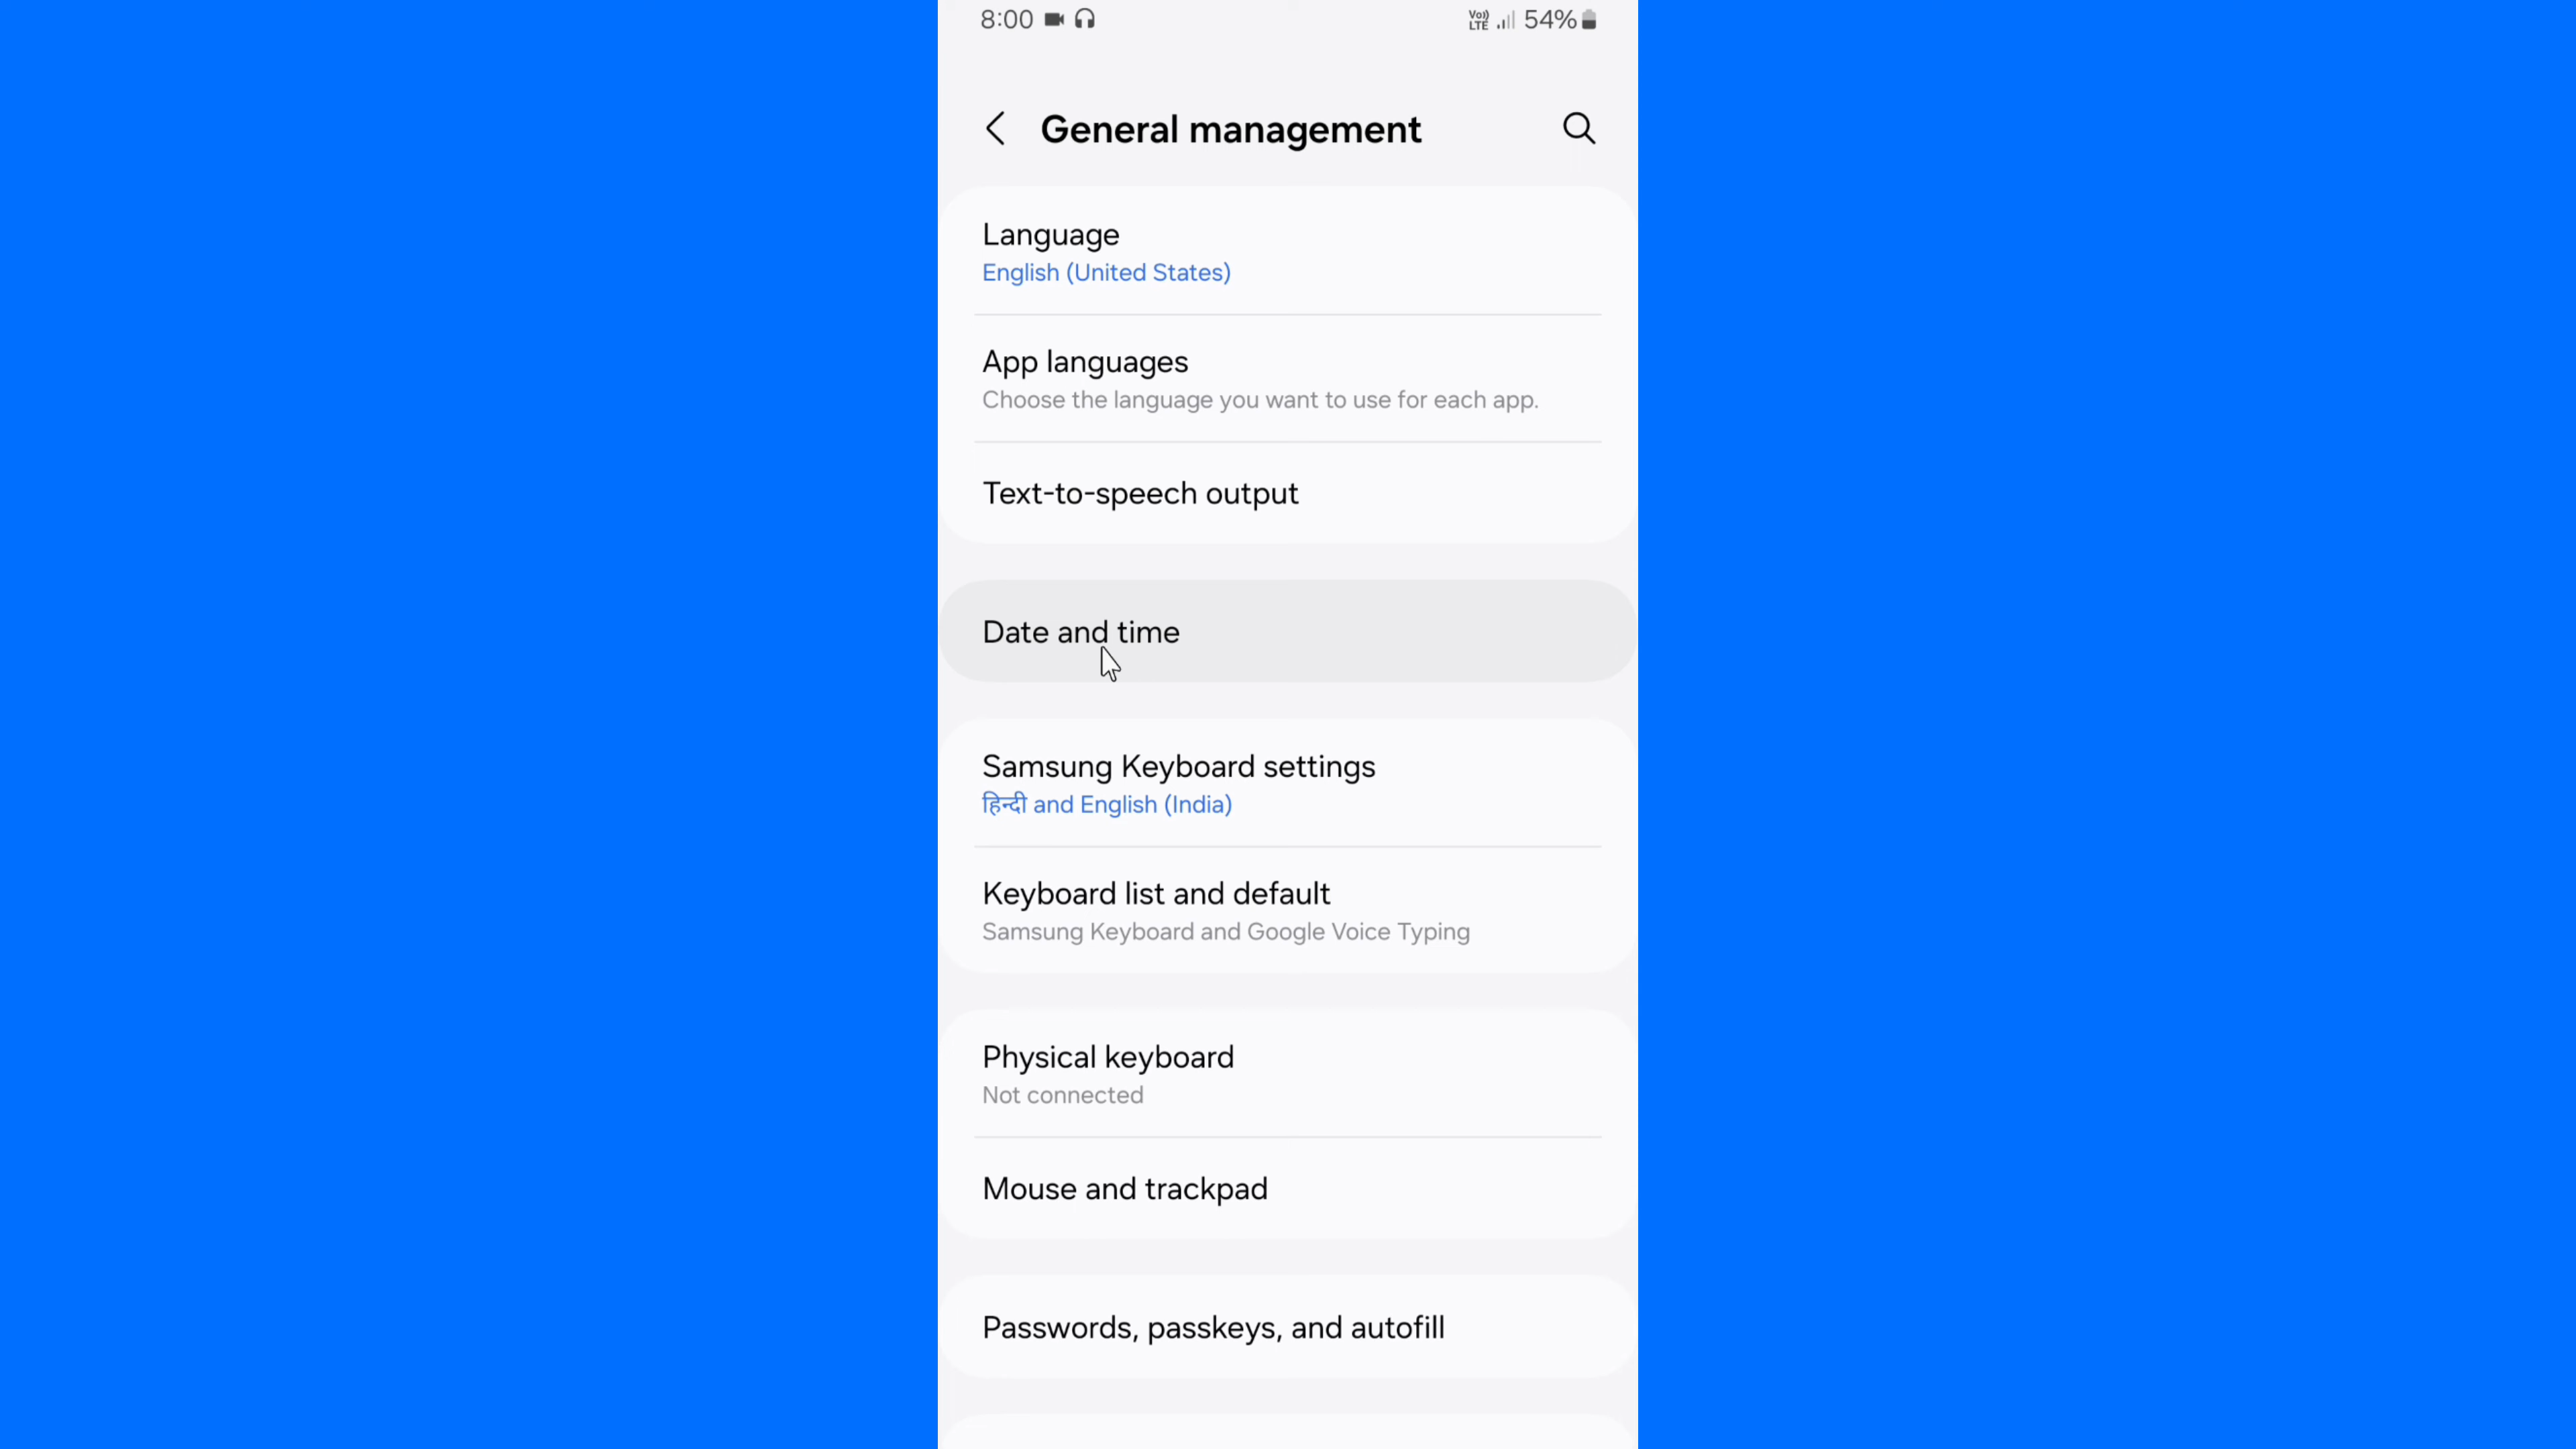 8:00 Vo)) LTE 54%
General management
Language
English (United States)
App languages
Choose the language you want to use for each app.
Text-to-speech output
Date and time
Samsung Keyboard settings
हिन्दी and English (India)
Keyboard list and default
Samsung Keyboard and Google Voice Typing
Physical keyboard
Not connected
Mouse and trackpad
Passwords, passkeys, and autofill